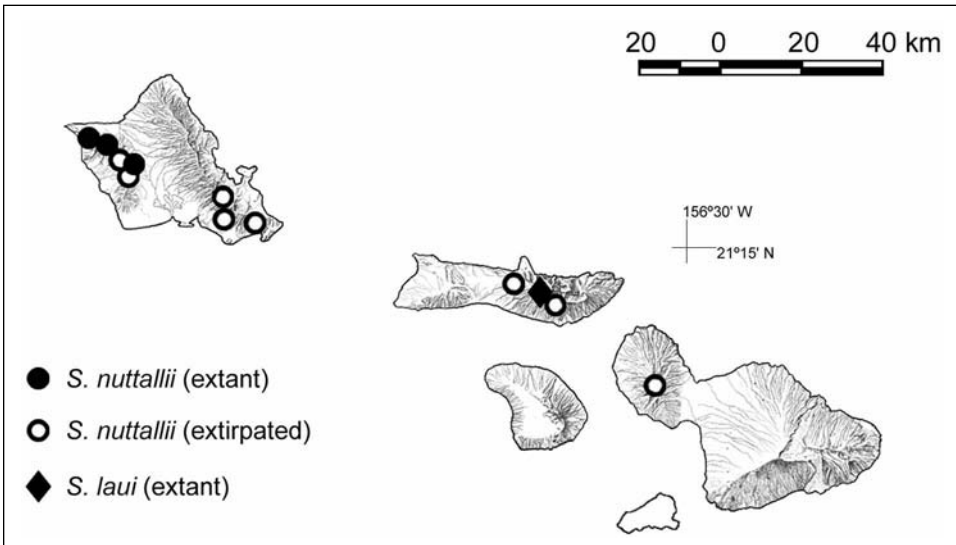 20 0 20 40 km
156º30' W
21º15' N
S. nuttallii (extant)
S. nuttallii (extirpated)
S. laui (extant)